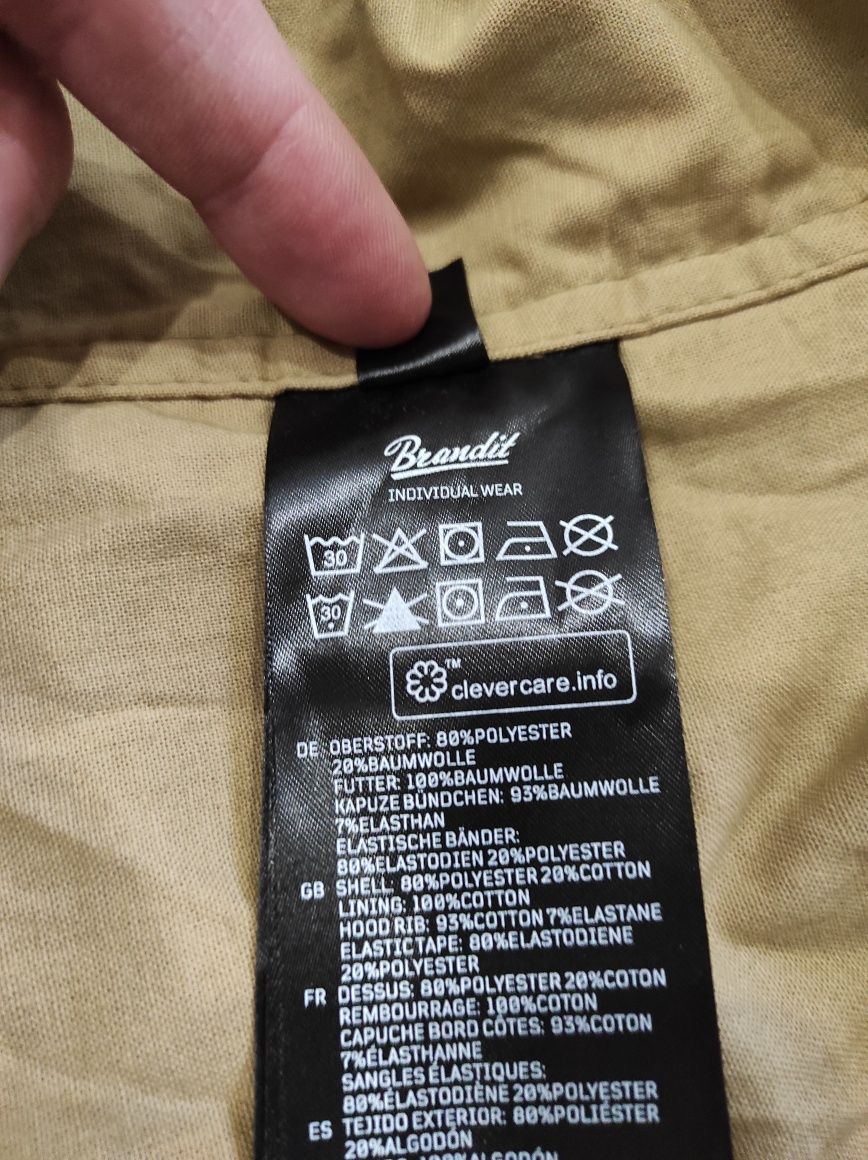 Brandit
INDIVIDUAL WEAR
30
30
™
clevercare.info
DE OBERSTOFF: 80%POLYESTER
20%BAUMWOLLE
FUTTER: 100%BAUMWOLLE
KAPUZE BÜNDCHEN: 93%BAUMWOLLE
7%ELASTHAN
ELASTISCHE BÄNDER:
80%ELASTODIEN 20%POLYESTER
GB SHELL: 80%POLYESTER 20%COTTON
LINING: 100%COTTON
HOOD RIB: 93%COTTON 7%ELASTANE
ELASTIC TAPE: 80%ELASTODIENE
20%POLYESTER
FR DESSUS: 80%POLYESTER 20%COTON
REMBOURRAGE: 100%COTON
CAPUCHE BORD CÔTES: 93%COTON
7%ÉLASTHANNE
SANGLES ÉLASTIQUES:
80%ÉLASTODIÈNE 20%POLYESTER
ES TEJIDO EXTERIOR: 80%POLIÉSTER
20%ALGODÓN
100%ALGODÓN